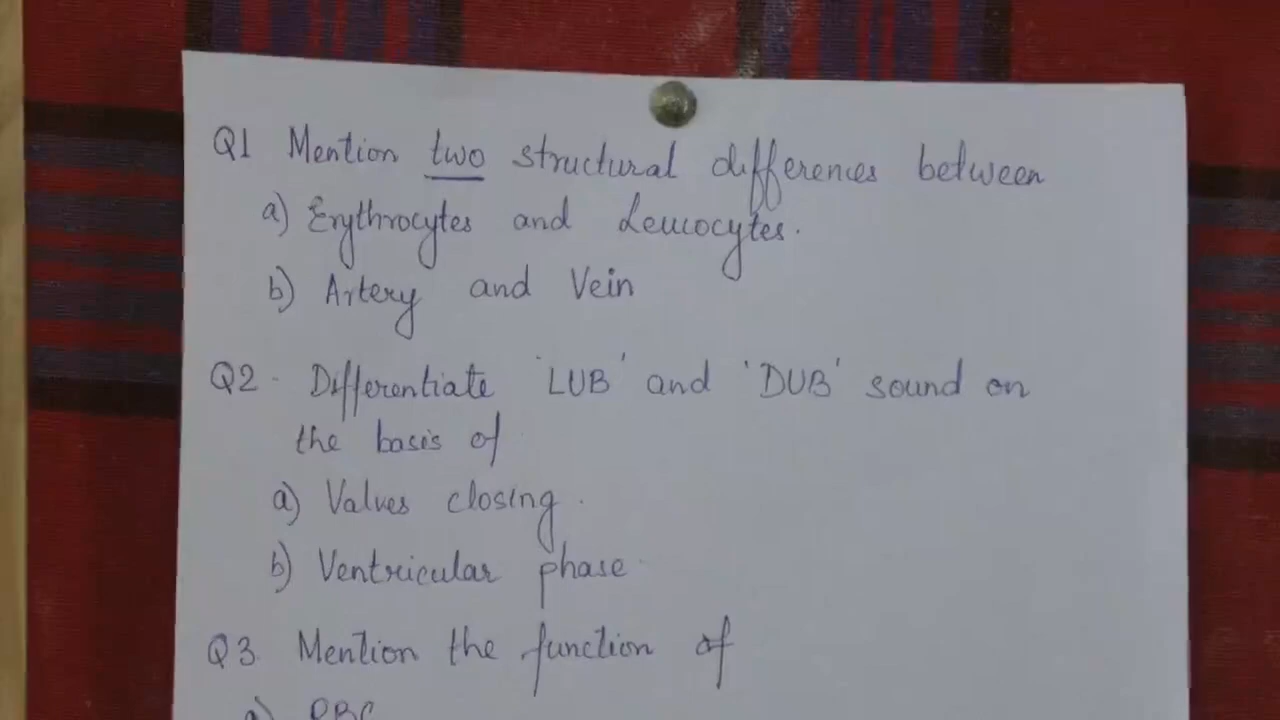 Q1 Mention two structural differences between
a) Erythrocytes and Leucocytes.
b) Artery and Vein
Q2. Differentiate 'LUB' and 'DUB' sound on
the basis of
a) Valves closing.
b) Ventricular phase
Q3. Mention the function of
a) RBC